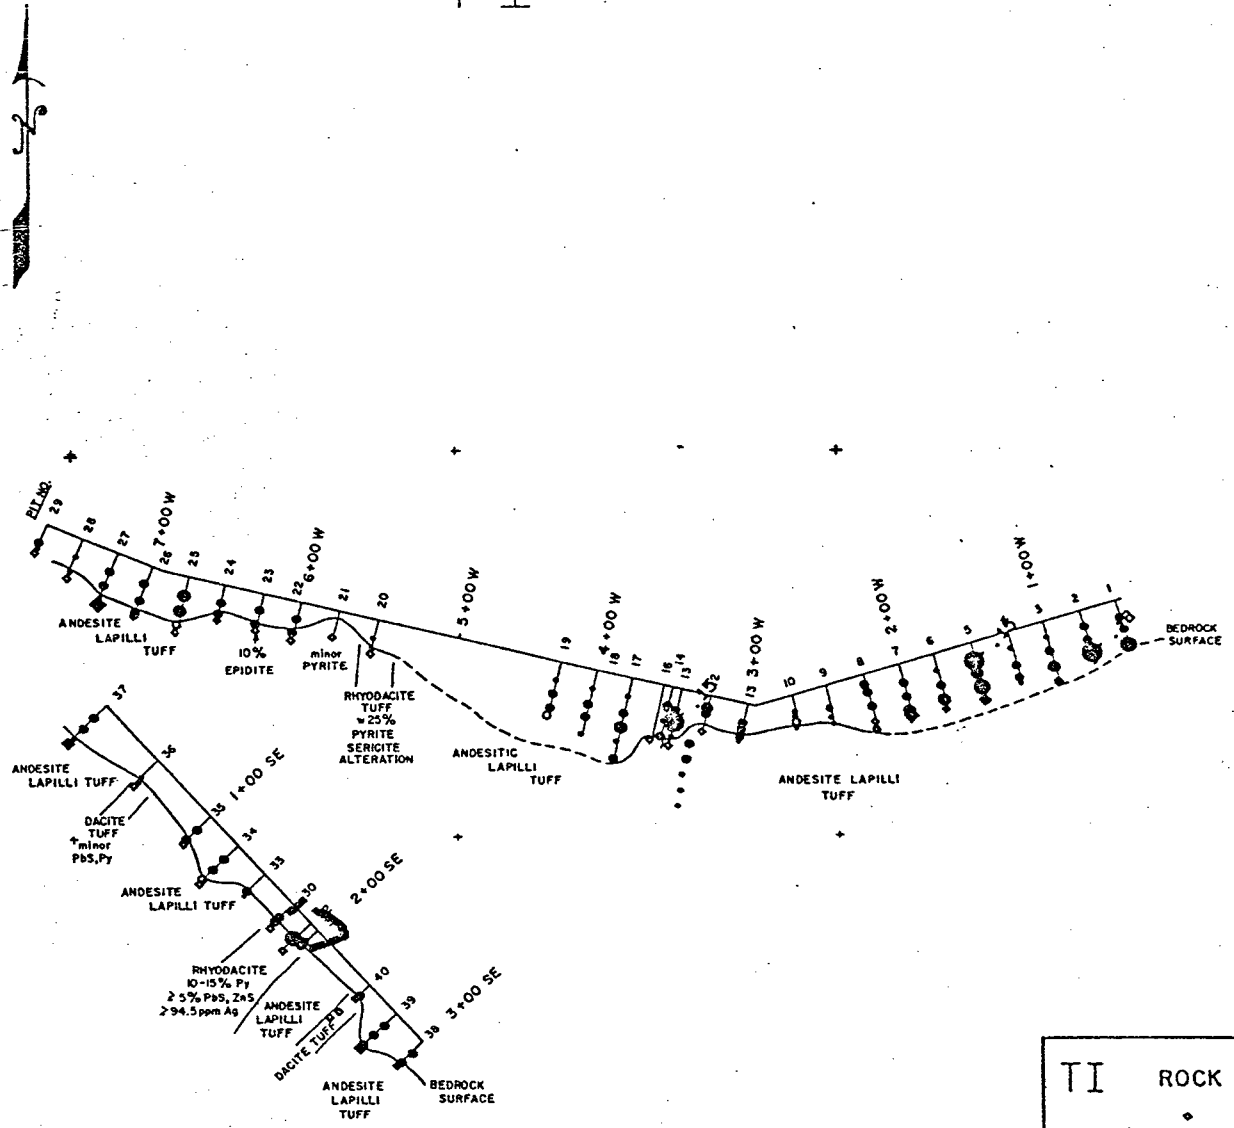 PIT NO.
29
28
27
7+00 W
26
25
24
23
22
6+00 W
21
20
5+00 W
19
4+00 W
18
17
16
14
13
12
13
3+00 W
10
9
8
2+00 W
7
6
5
1+00 W
3
2
1
BEDROCK
SURFACE
ANDESITE
LAPILLI
TUFF
10%
EPIDITE
minor
PYRITE
RHYODACITE
TUFF
≈25%
PYRITE
SERICITE
ALTERATION
ANDESITIC
LAPILLI
TUFF
ANDESITE LAPILLI
TUFF
37
36
1+00 SE
35
34
33
30
2+00 SE
40
39
38
3+00 SE
ANDESITE
LAPILLI TUFF
DACITE
TUFF
minor
PbS, Py
ANDESITE
LAPILLI TUFF
RHYODACITE
10-15% Py
≥5% PbS, ZnS
≥94.5 ppm Ag
ANDESITE
LAPILLI
TUFF
DACITE TUFF
ANDESITE
LAPILLI
TUFF
BEDROCK
SURFACE
TI ROCK